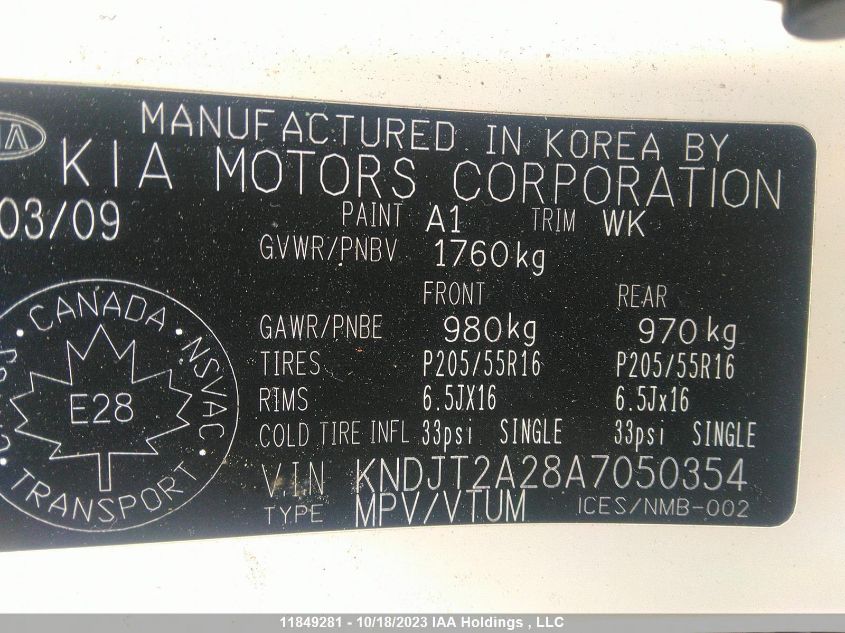 KIA
MANUFACTURED IN KOREA BY
KIA MOTORS CORPORATION
03/09 PAINT A1 TRIM WK
GVWR/PNBV 1760kg
FRONT REAR
GAWR/PNBE 980kg 970kg
TIRES P205/55R16 P205/55R16
RIMS 6.5JX16 6.5Jx16
COLD TIRE INFL 33psi SINGLE 33psi SINGLE
VIN KNDJT2A28A7050354
TYPE MPV/VTUM ICES/NMB-002
CANADA
NSVAC
E28
TRANSPORT
11849281 - 10/18/2023 IAA Holdings , LLC